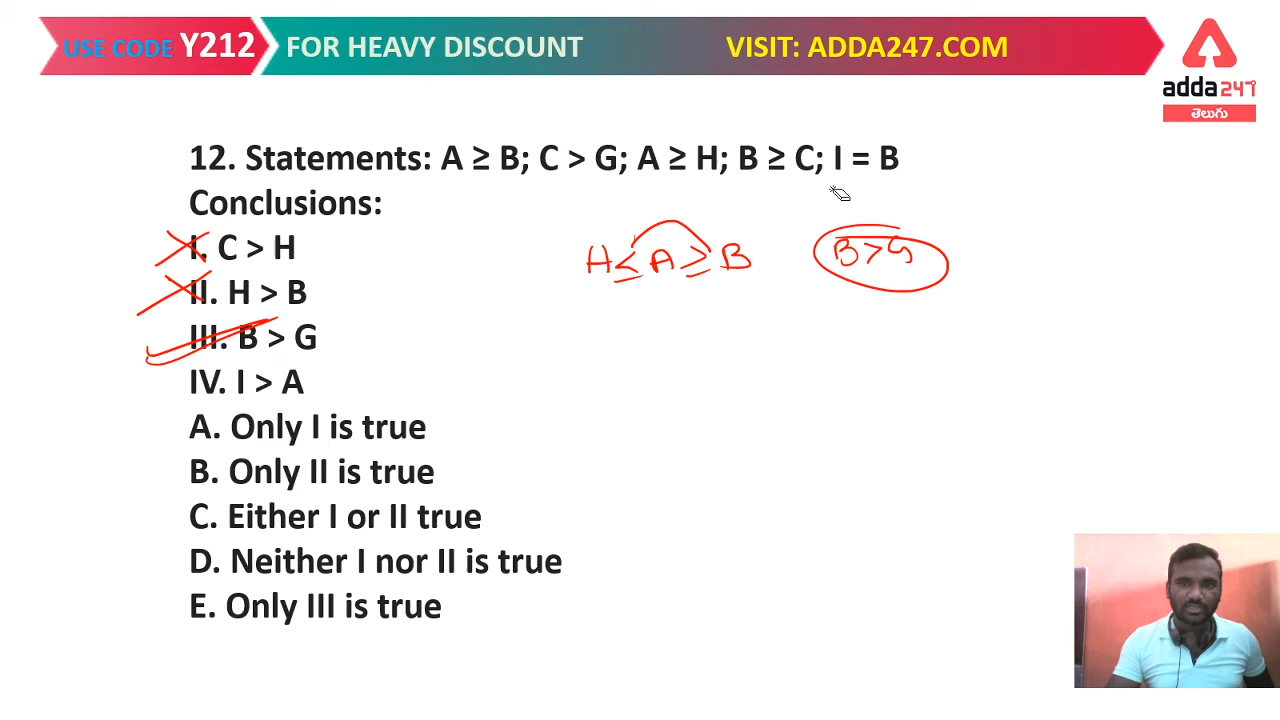 USE CODE Y212 FOR HEAVY DISCOUNT VISIT: ADDA247.COM
adda247
తెలుగు
12. Statements: A ≥ B; C > G; A ≥ H; B ≥ C; I = B
Conclusions:
I. C > H
H ≤ A ≥ B
B > G
II. H > B
III. B > G
IV. I > A
A. Only I is true
B. Only II is true
C. Either I or II true
D. Neither I nor II is true
E. Only III is true